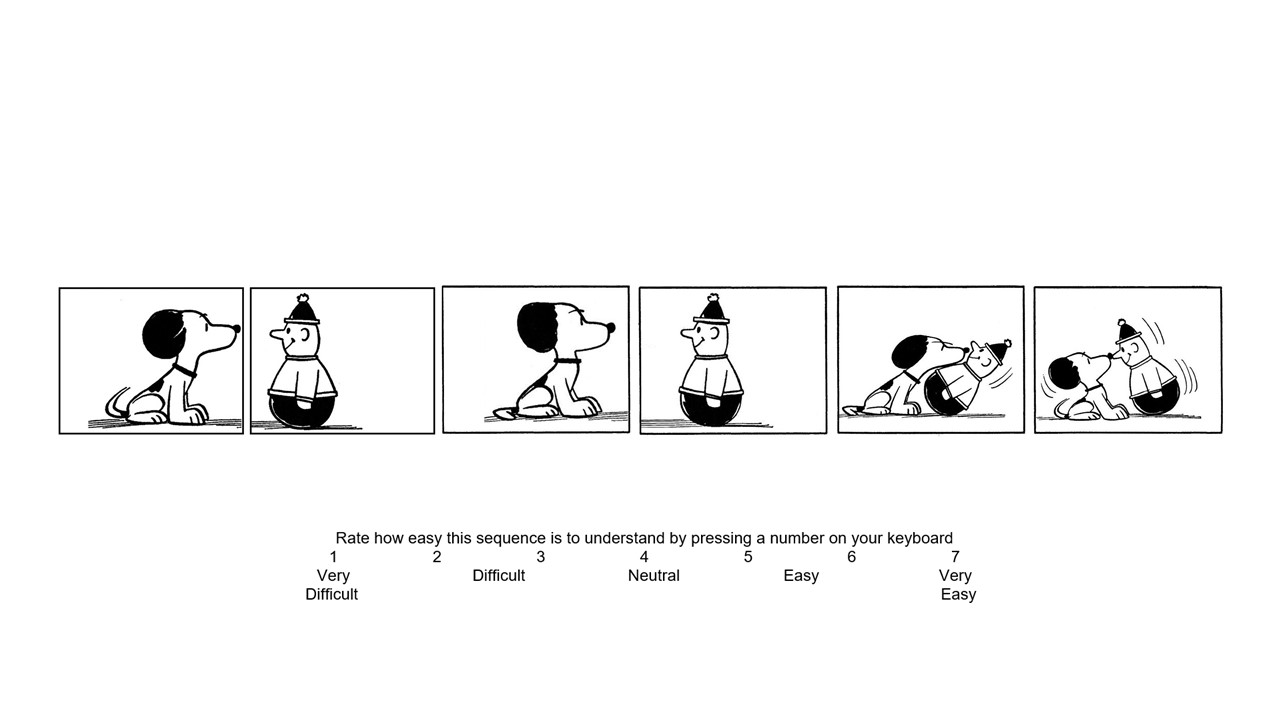 Rate how easy this sequence is to understand by pressing a number on your keyboard
1 2 3 4 5 6 7
Very Difficult Neutral Easy Very
Difficult Easy